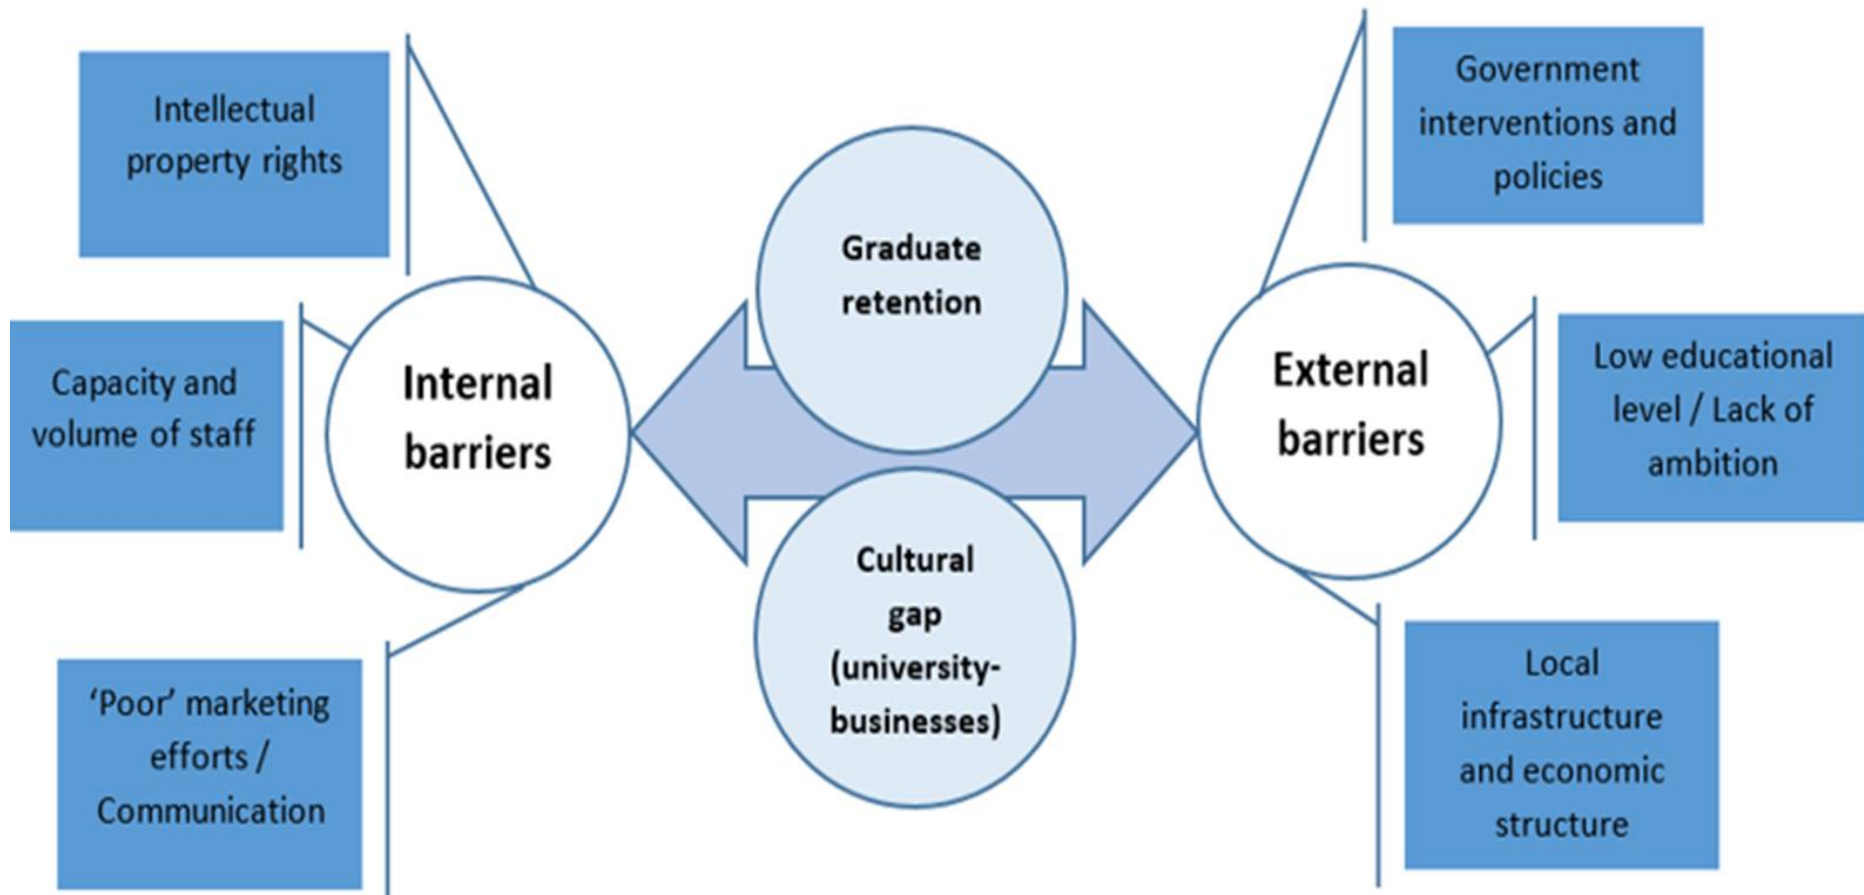 Intellectual
property rights
Capacity and
volume of staff
‘Poor’ marketing
efforts /
Communication
Internal
barriers
Graduate
retention
Cultural
gap
(university-
businesses)
External
barriers
Government
interventions and
policies
Low educational
level / Lack of
ambition
Local
infrastructure
and economic
structure